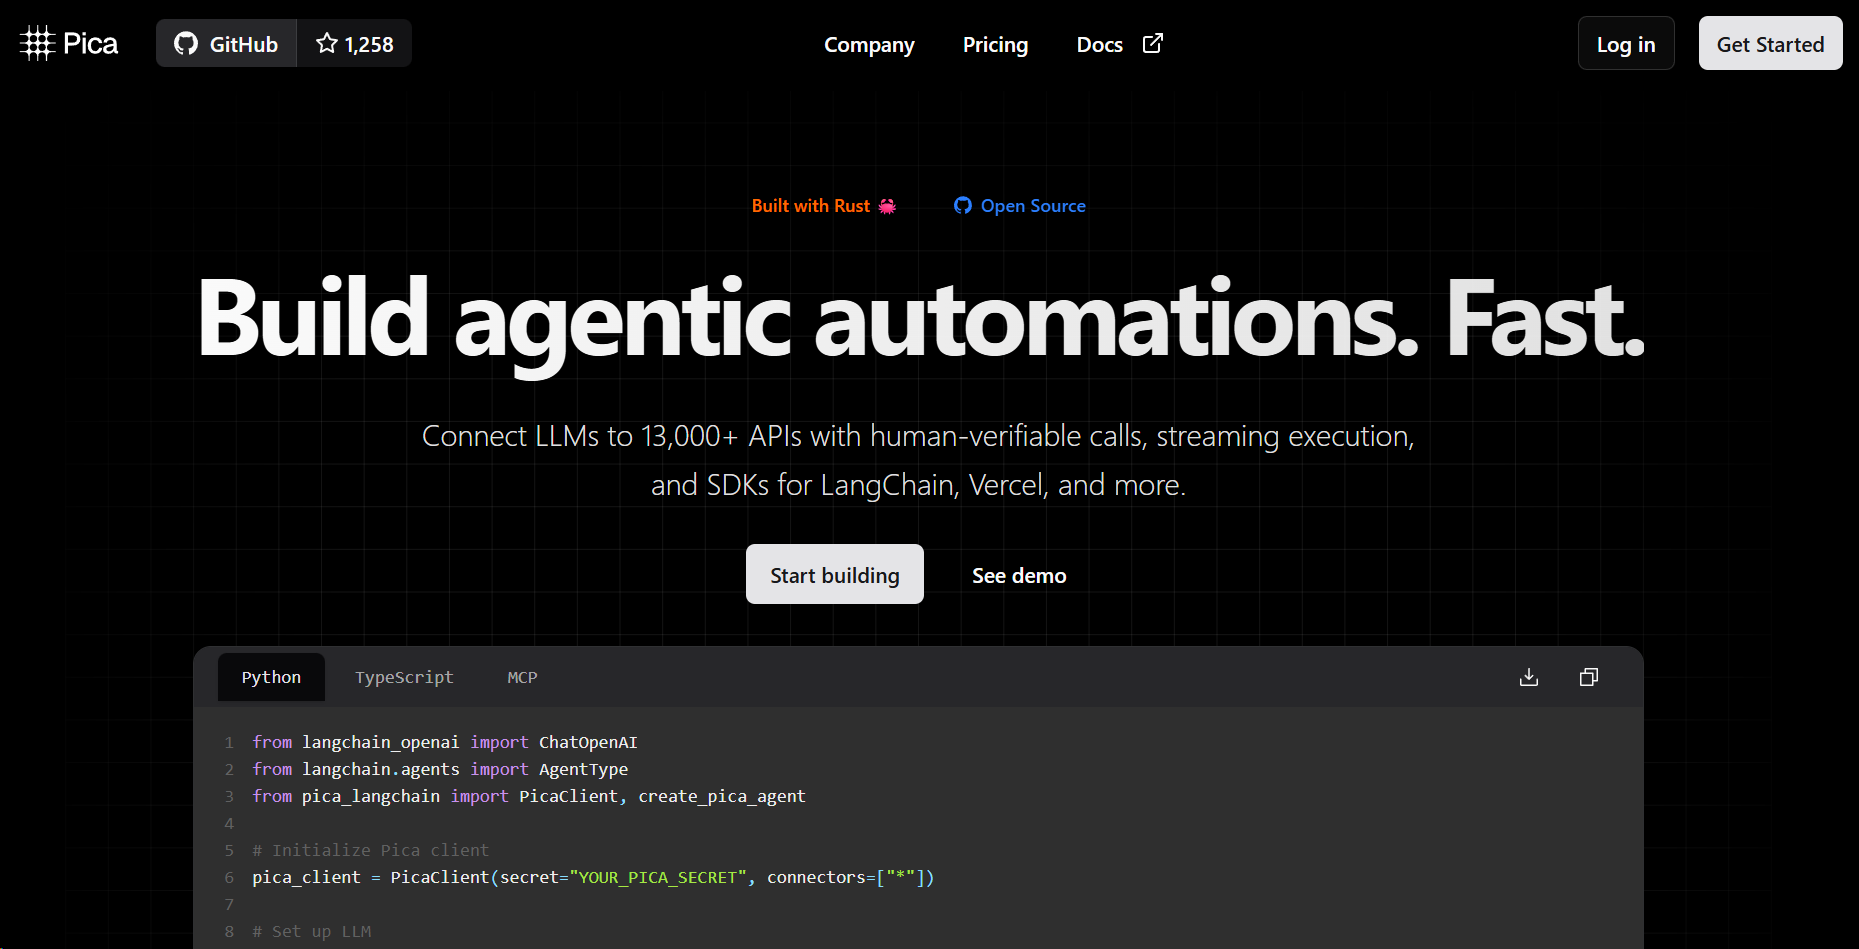 Pica GitHub 1,258 Company Pricing Docs Log in Get Started
Built with Rust 🦀 Open Source
Build agentic automations. Fast.
Connect LLMs to 13,000+ APIs with human-verifiable calls, streaming execution,
and SDKs for LangChain, Vercel, and more.
Start building See demo
Python TypeScript MCP
1 from langchain_openai import ChatOpenAI
2 from langchain.agents import AgentType
3 from pica_langchain import PicaClient, create_pica_agent
4
5 # Initialize Pica client
6 pica_client = PicaClient(secret="YOUR_PICA_SECRET", connectors=["*"])
7
8 # Set up LLM